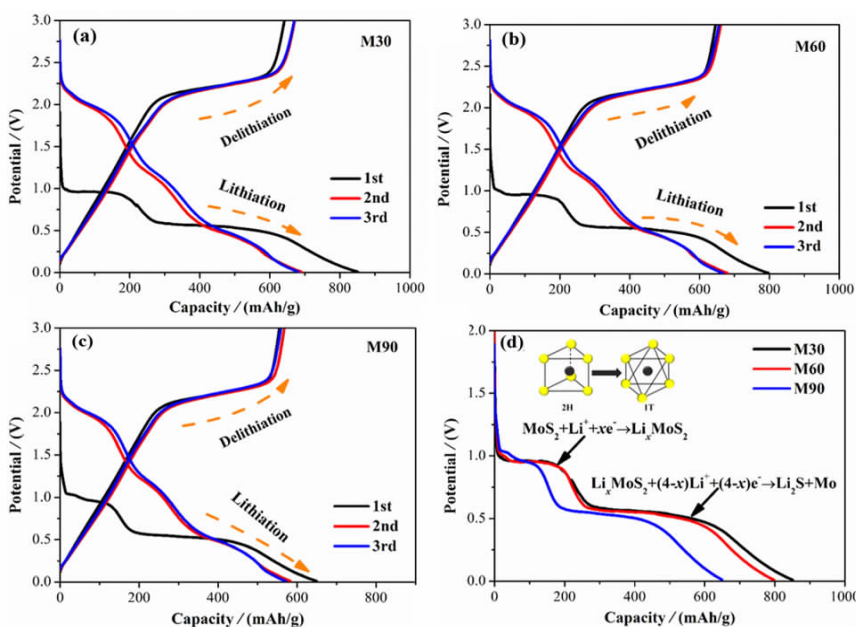 (a)
M30
3.0
2.5
2.0
1.5
1.0
0.5
0.0
Potential / (V)
Delithiation
Lithiation
1st
2nd
3rd
0 200 400 600 800 1000
Capacity / (mAh/g)
(b)
M60
3.0
2.5
2.0
1.5
1.0
0.5
0.0
Potential / (V)
Delithiation
Lithiation
1st
2nd
3rd
0 200 400 600 800 1000
Capacity / (mAh/g)
(c)
M90
3.0
2.5
2.0
1.5
1.0
0.5
0.0
Potential / (V)
Delithiation
Lithiation
1st
2nd
3rd
0 200 400 600 800
Capacity / (mAh/g)
(d)
M30
M60
M90
2.0
1.5
1.0
0.5
0.0
Potential / (V)
2H 1T
MoS₂+Li⁺+xe⁻→LiₓMoS₂
LiₓMoS₂+(4-x)Li⁺+(4-x)e⁻→Li₂S+Mo
0 200 400 600 800 1000
Capacity / (mAh/g)